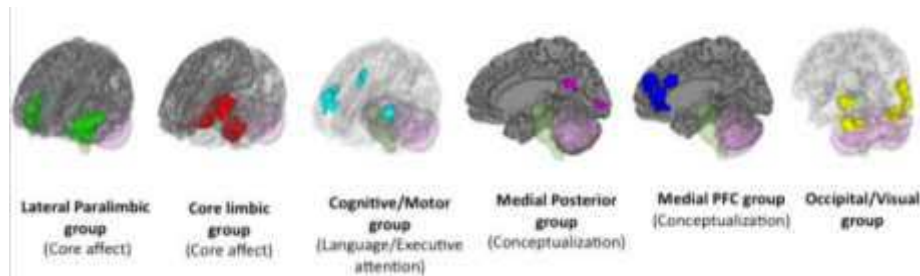 Lateral Paralimbic
group
(Core affect)
Core limbic
group
(Core affect)
Cognitive/Motor
group
(Language/Executive
attention)
Medial Posterior
group
(Conceptualization)
Medial PFC group
(Conceptualization)
Occipital/Visual
group